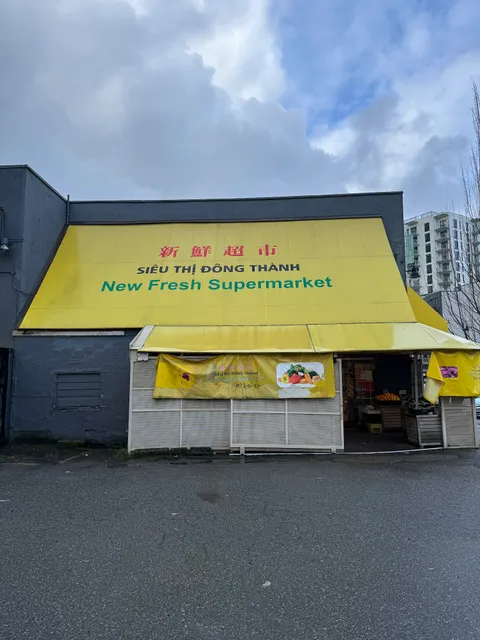 新鮮超市
SIÊU THỊ ĐÔNG THÀNH
New Fresh Supermarket